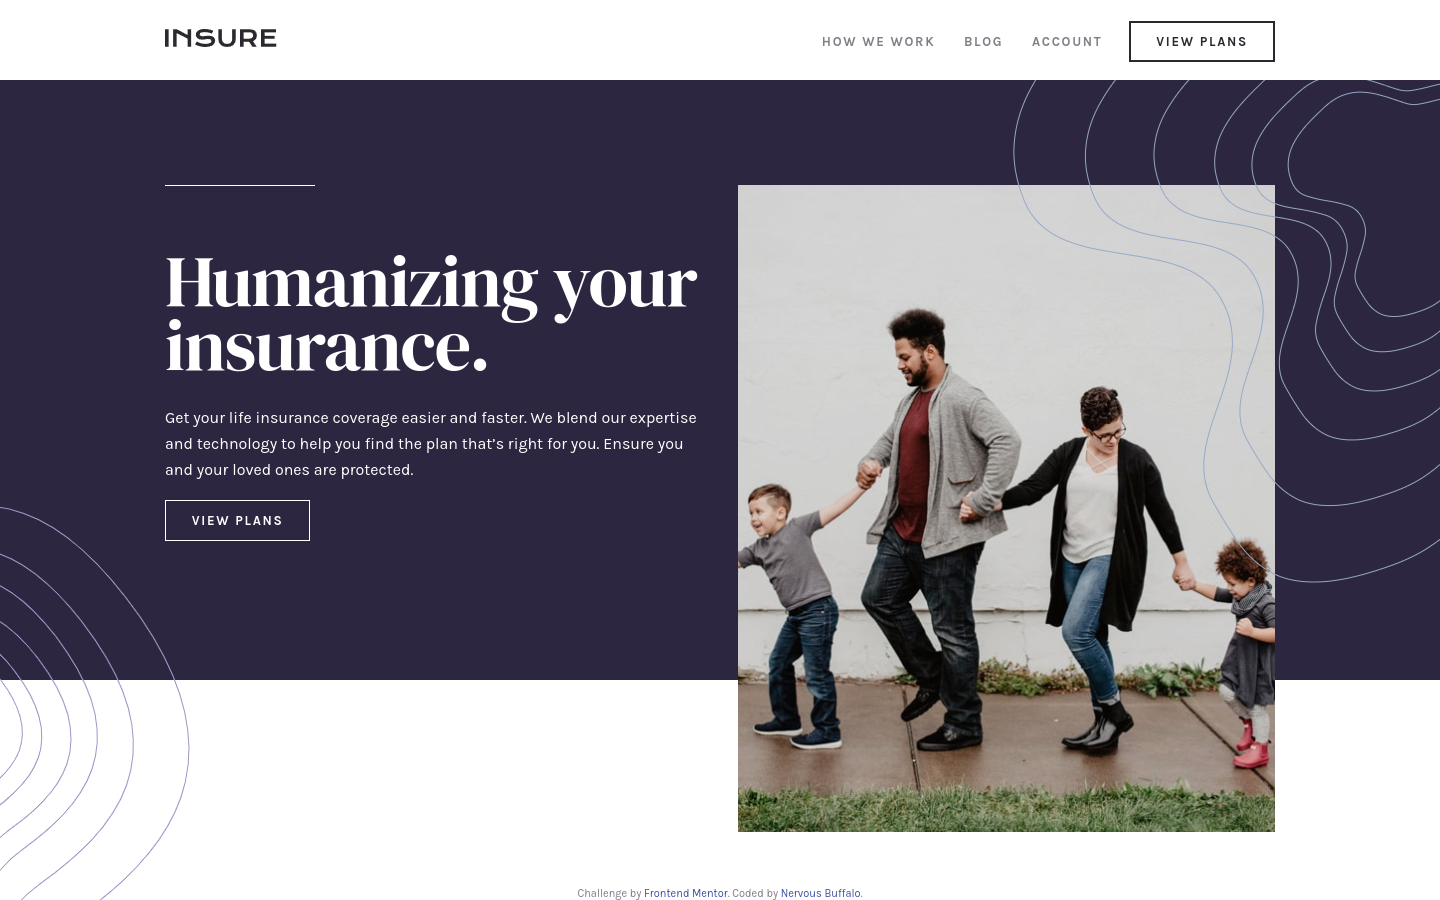 INSURE
HOW WE WORK
BLOG
ACCOUNT
VIEW PLANS
Humanizing your
insurance.
Get your life insurance coverage easier and faster. We blend our expertise
and technology to help you find the plan that’s right for you. Ensure you
and your loved ones are protected.
VIEW PLANS
Challenge by Frontend Mentor. Coded by Nervous Buffalo.